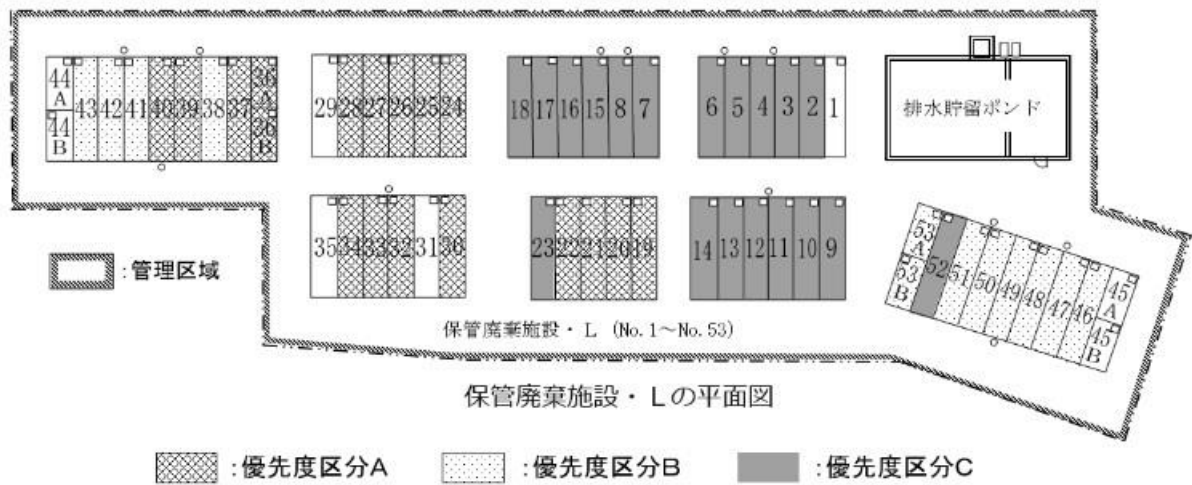 44 A 43 42 41 40 39 38 37 36 A
44 B 36 B
29 28 27 26 25 24
18 17 16 15 8 7
6 5 4 3 2 1
排水貯留ポンド
35 34 33 32 31 30
23 22 21 20 19
14 13 12 11 10 9
53 A 52 51 50 49 48 47 46 45 A
53 B 45 B
:管理区域
保管廃棄施設・L (No.1～No.53)
保管廃棄施設・Lの平面図
:優先度区分A :優先度区分B :優先度区分C